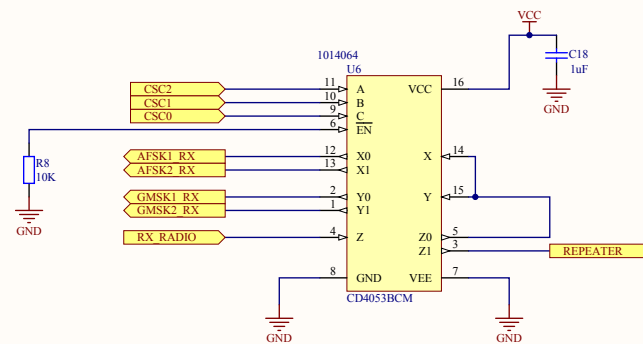 VCC
1014064
U6
C18
1uF
GND
CSC2 11 A VCC 16
CSC1 10 B
CSC0 9 C
6 EN
R8
10K
GND
AFSK1_RX 12 X0 X 14
AFSK2_RX 13 X1
GMSK1_RX 2 Y0 Y 15
GMSK2_RX 1 Y1
RX_RADIO 4 Z Z0 5
Z1 3 REPEATER
8 GND VEE 7
CD4053BCM
GND
GND